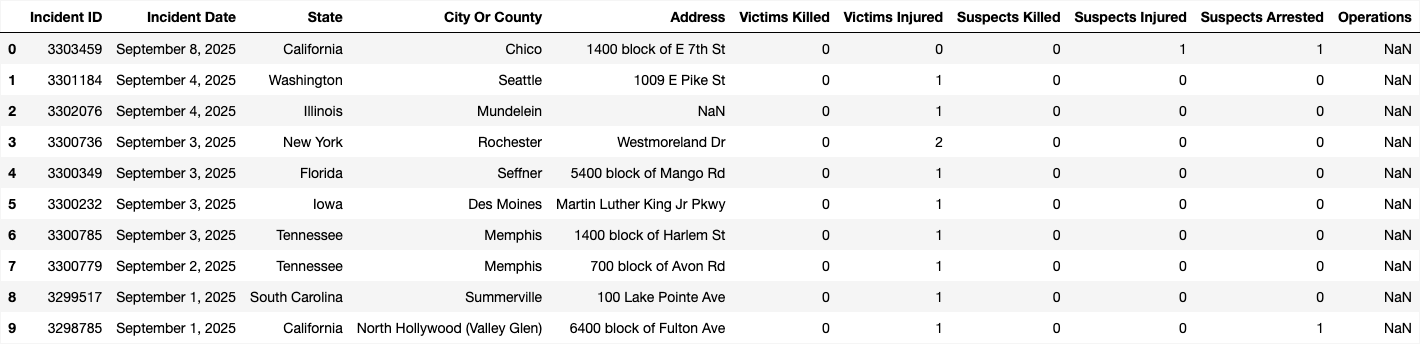 Incident ID Incident Date State City Or County Address Victims Killed Victims Injured Suspects Killed Suspects Injured Suspects Arrested Operations
0 3303459 September 8, 2025 California Chico 1400 block of E 7th St 0 0 0 1 1 NaN
1 3301184 September 4, 2025 Washington Seattle 1009 E Pike St 0 1 0 0 0 NaN
2 3302076 September 4, 2025 Illinois Mundelein NaN 0 1 0 0 0 NaN
3 3300736 September 3, 2025 New York Rochester Westmoreland Dr 0 2 0 0 0 NaN
4 3300349 September 3, 2025 Florida Seffner 5400 block of Mango Rd 0 1 0 0 0 NaN
5 3300232 September 3, 2025 Iowa Des Moines Martin Luther King Jr Pkwy 0 1 0 0 0 NaN
6 3300785 September 3, 2025 Tennessee Memphis 1400 block of Harlem St 0 1 0 0 0 NaN
7 3300779 September 2, 2025 Tennessee Memphis 700 block of Avon Rd 0 1 0 0 0 NaN
8 3299517 September 1, 2025 South Carolina Summerville 100 Lake Pointe Ave 0 1 0 0 0 NaN
9 3298785 September 1, 2025 California North Hollywood (Valley Glen) 6400 block of Fulton Ave 0 1 0 0 1 NaN